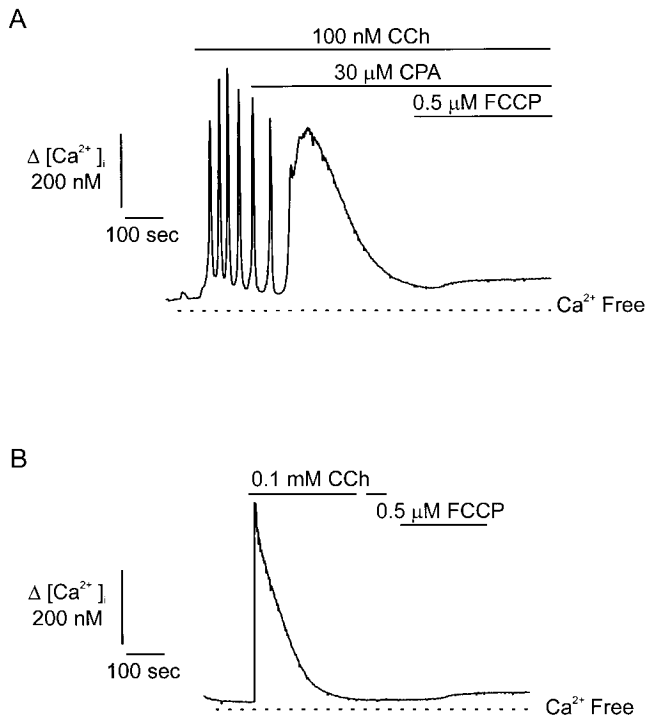 A
100 nM CCh
30 μM CPA
0.5 μM FCCP
Δ [Ca²⁺]ᵢ
200 nM
100 sec
Ca²⁺ Free
B
0.1 mM CCh
0.5 μM FCCP
Δ [Ca²⁺]ᵢ
200 nM
100 sec
Ca²⁺ Free